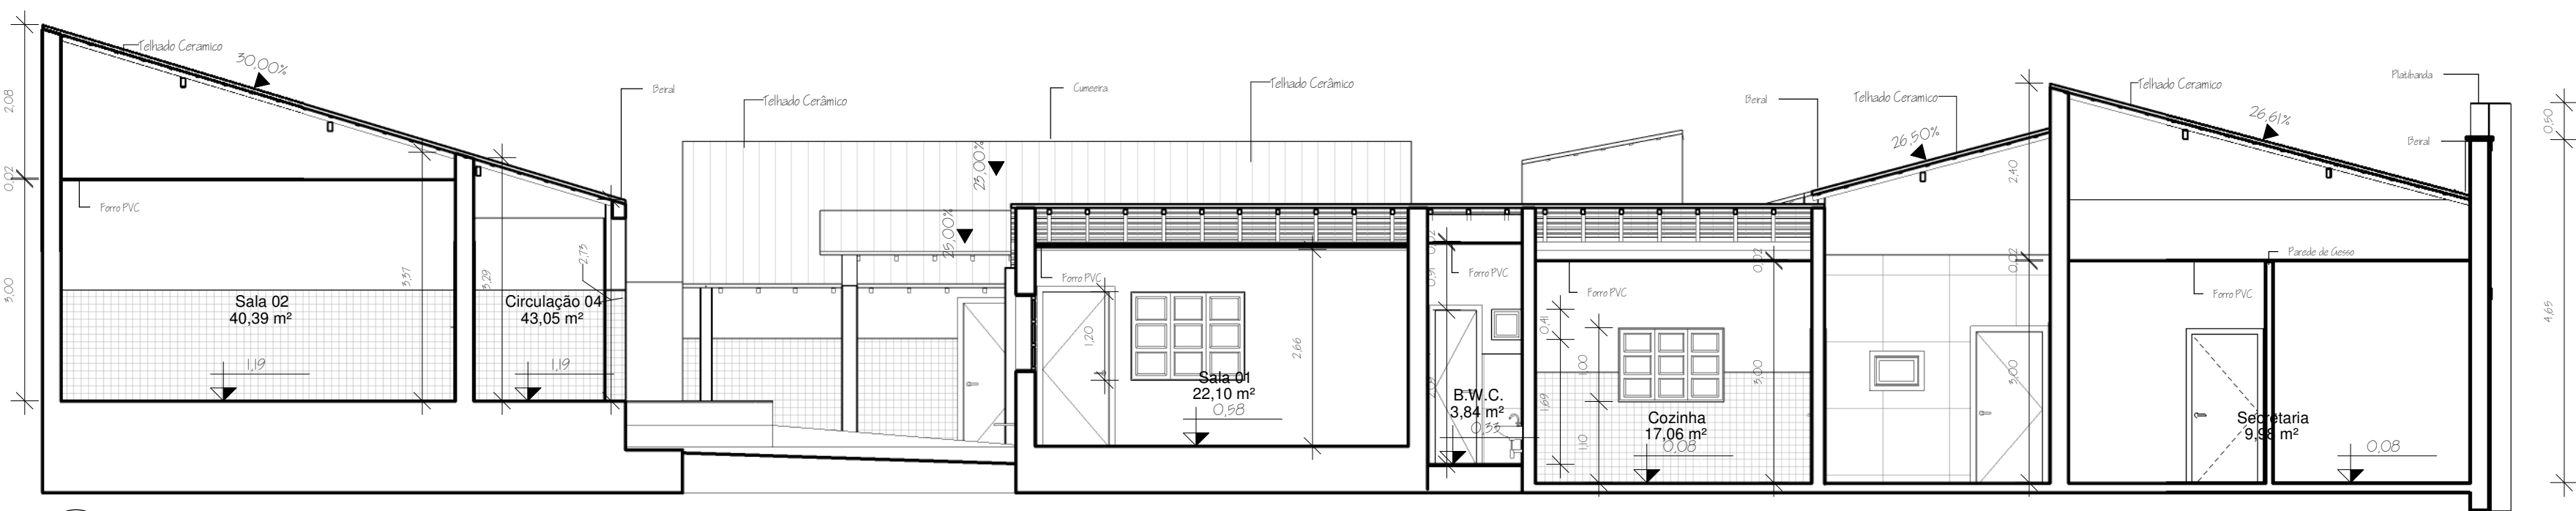 Telhado Ceramico
30,00%
Beiral
Telhado Cerâmico
Cumeeira
Telhado Cerâmico
Beiral
Telhado Ceramico
26,50%
Telhado Ceramico
26,61%
Platibanda
Beiral
2,08
0,02
3,00
Forro PVC
Sala 02
40,39 m²
1,19
3,37
3,29
Circulação 04
43,05 m²
1,19
2,73
25,00%
25,00%
Forro PVC
1,20
Sala 01
22,10 m²
0,58
2,66
0,02
0,91
Forro PVC
B.W.C.
3,84 m²
0,33
0,41
1,69
Forro PVC
1,00
1,10
Cozinha
17,06 m²
0,08
0,02
3,00
2,40
0,02
3,00
Forro PVC
Parede de Gesso
Secretaria
9,98 m²
0,08
0,50
4,65